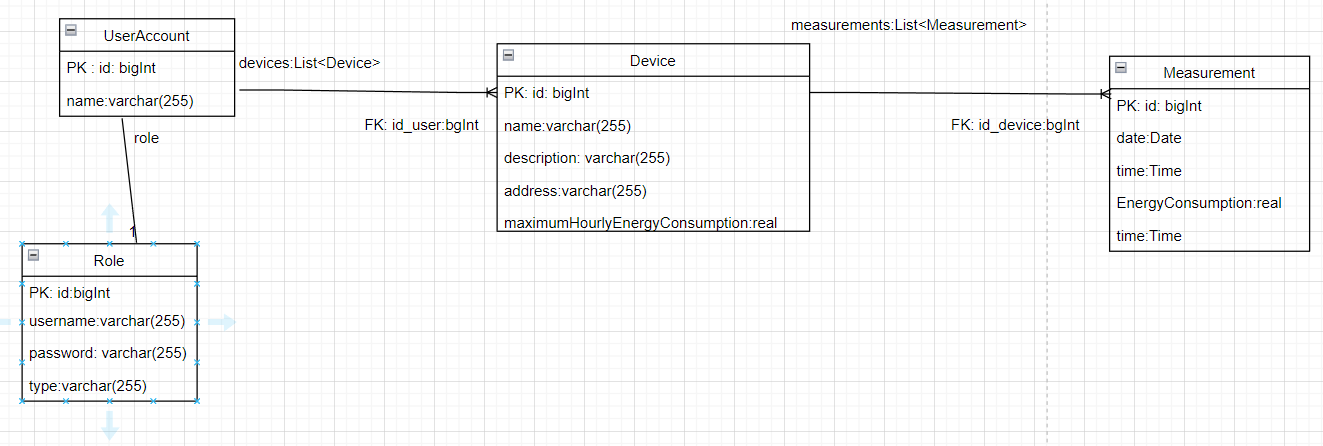 UserAccount
PK : id: bigInt
name:varchar(255)
devices:List<Device>
role
1
Role
PK: id:bigInt
username:varchar(255)
password: varchar(255)
type:varchar(255)
FK: id_user:bgInt
Device
PK: id: bigInt
name:varchar(255)
description: varchar(255)
address:varchar(255)
maximumHourlyEnergyConsumption:real
measurements:List<Measurement>
FK: id_device:bgInt
Measurement
PK: id: bigInt
date:Date
time:Time
EnergyConsumption:real
time:Time